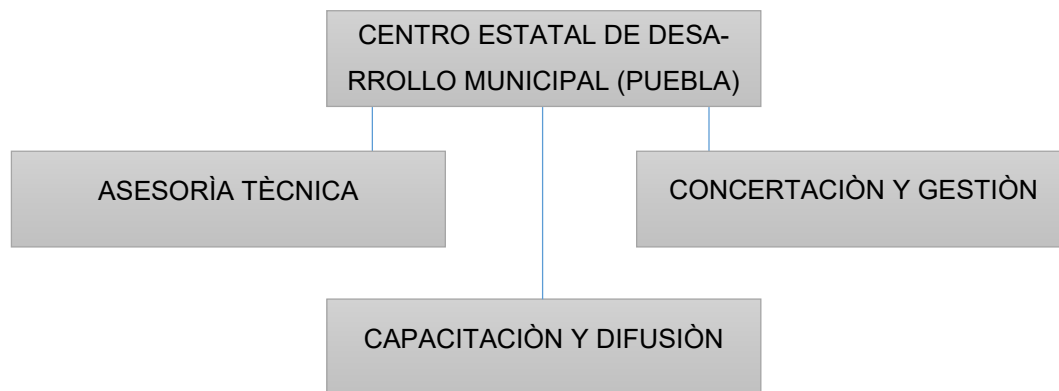 CENTRO ESTATAL DE DESA-
RROLLO MUNICIPAL (PUEBLA)
ASESORÌA TÈCNICA
CONCERTACIÒN Y GESTIÒN
CAPACITACIÒN Y DIFUSIÒN